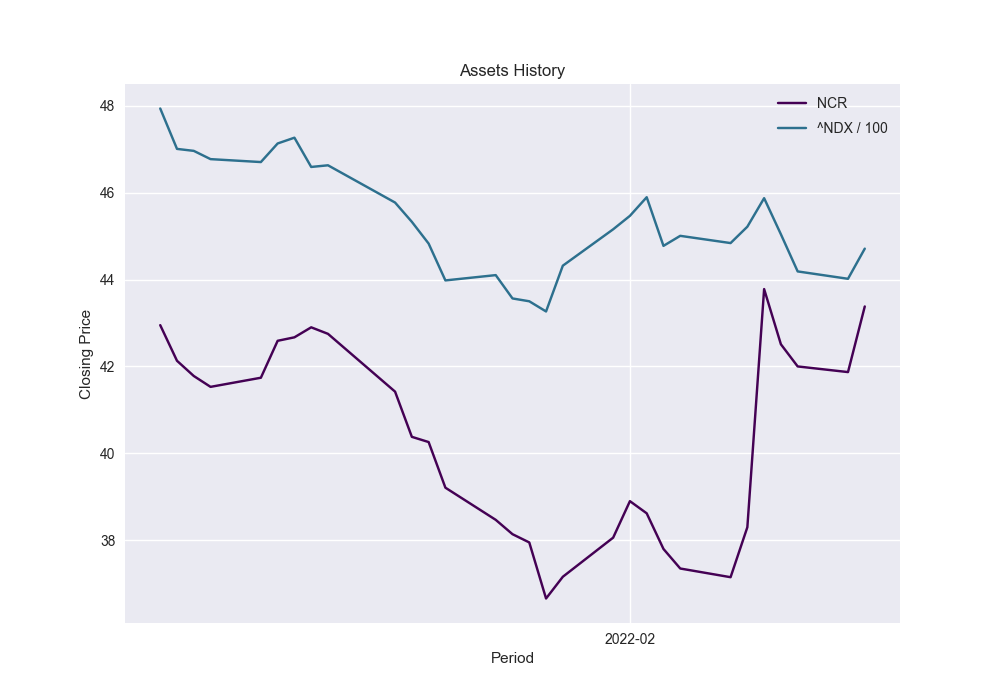 Assets History
NCR
^NDX / 100
48
46
44
42
40
38
Closing Price
2022-02
Period